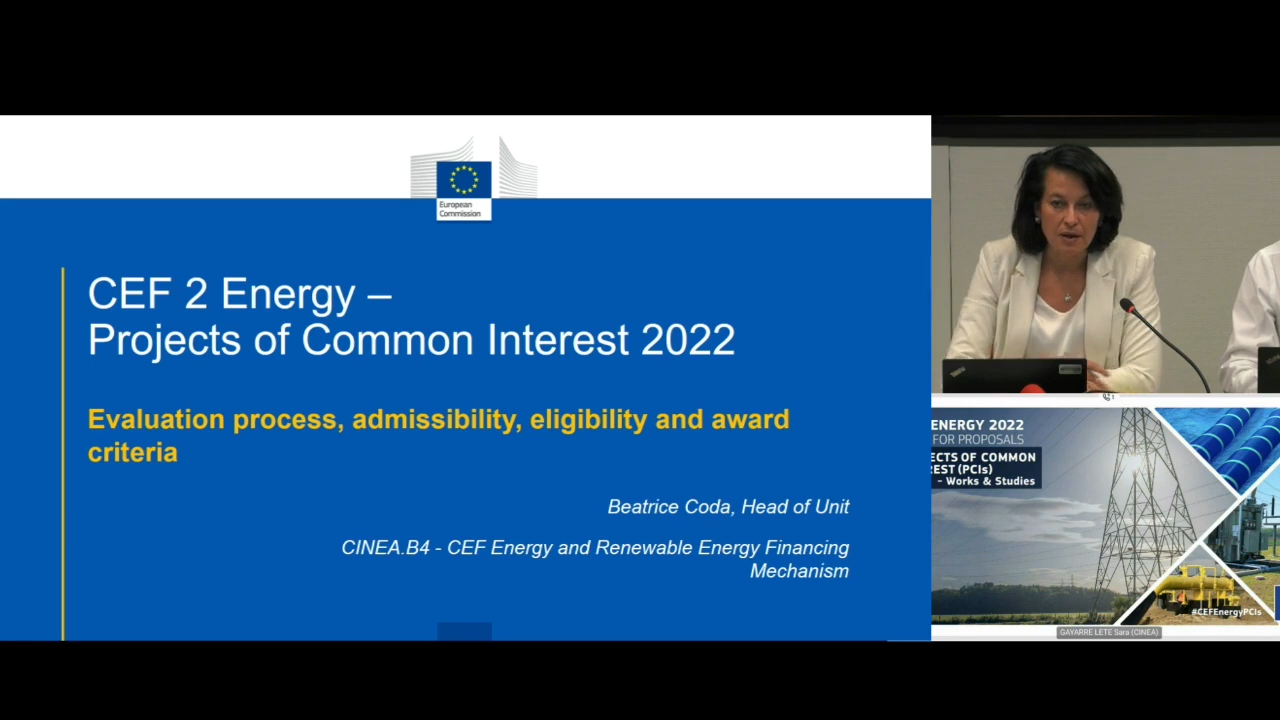 European
Commission
CEF 2 Energy –
Projects of Common Interest 2022
Evaluation process, admissibility, eligibility and award
criteria
Beatrice Coda, Head of Unit
CINEA.B4 - CEF Energy and Renewable Energy Financing
Mechanism
ENERGY 2022
FOR PROPOSALS
ECTS OF COMMON
REST (PCIs)
- Works & Studies
#CEFEnergyPCIs
GAYARRE LETE Sara (CINEA)